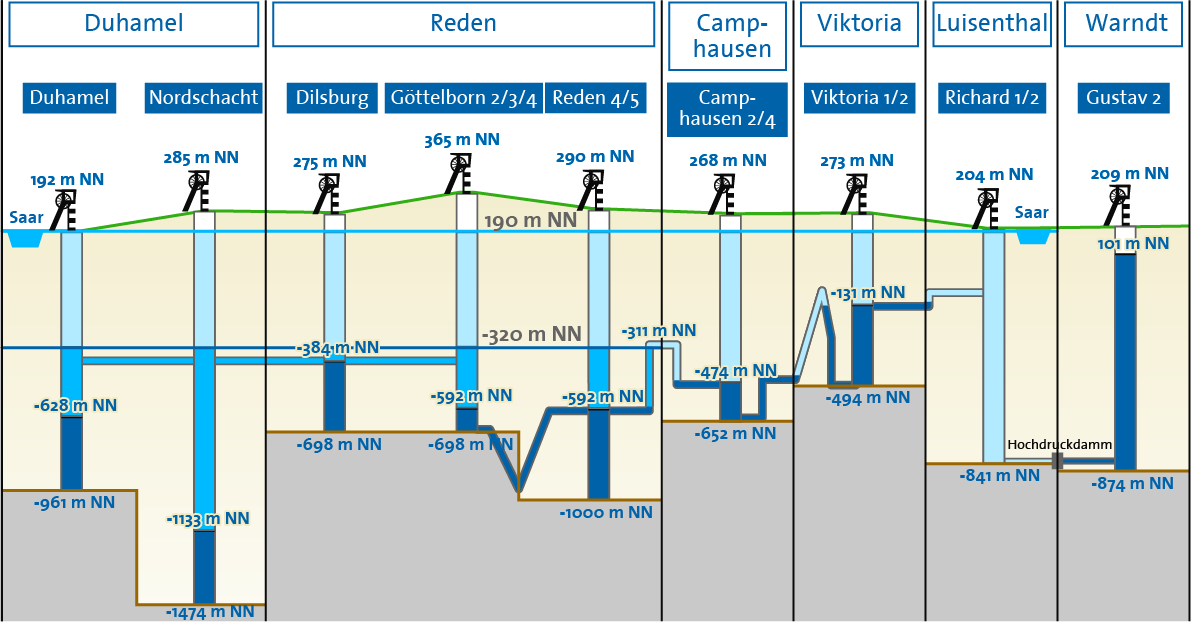 Duhamel
Reden
Camp-
hausen
Viktoria
Luisenthal
Warndt
Duhamel
Nordschacht
Dilsburg
Göttelborn 2/3/4
Reden 4/5
Camp-
hausen 2/4
Viktoria 1/2
Richard 1/2
Gustav 2
192 m NN
285 m NN
275 m NN
365 m NN
290 m NN
268 m NN
273 m NN
204 m NN
209 m NN
Saar
190 m NN
Saar
101 m NN
-131 m NN
-320 m NN
-311 m NN
-384 m NN
-474 m NN
-628 m NN
-592 m NN
-592 m NN
-494 m NN
-698 m NN
-698 m NN
-652 m NN
Hochdruckdamm
-841 m NN
-874 m NN
-961 m NN
-1000 m NN
-1133 m NN
-1474 m NN